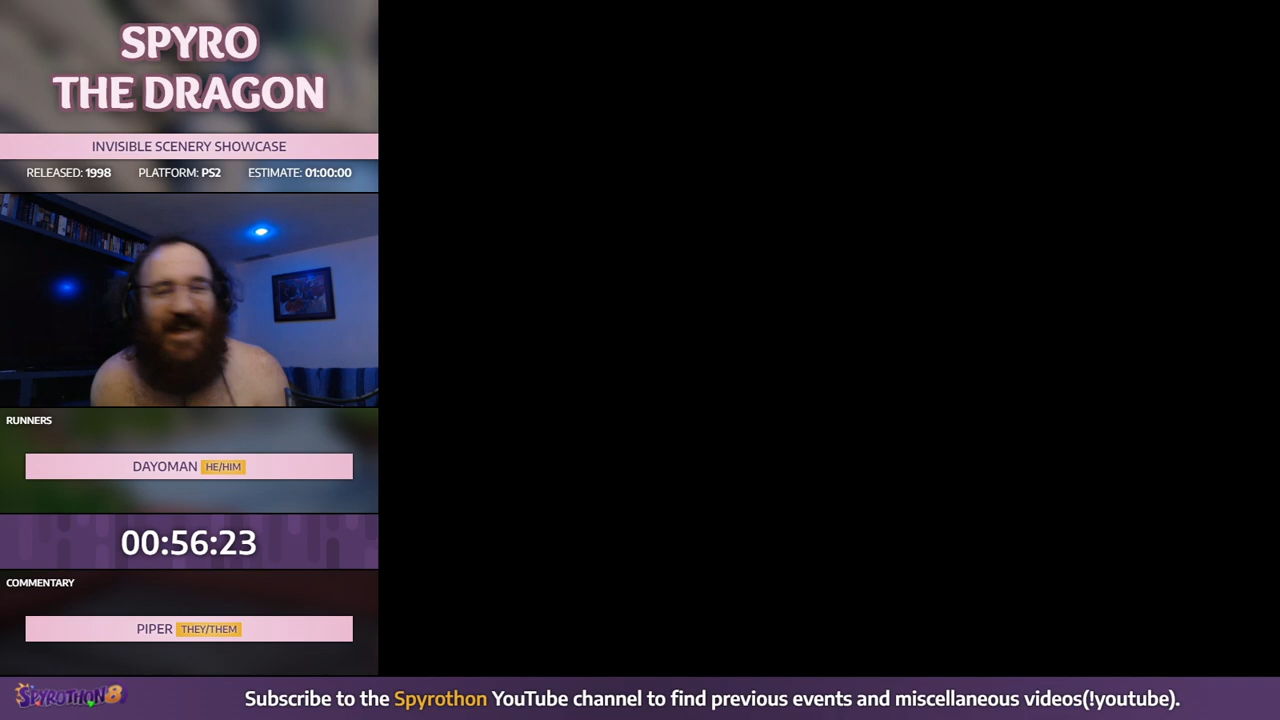 SPYRO
THE DRAGON
INVISIBLE SCENERY SHOWCASE
RELEASED: 1998 PLATFORM: PS2 ESTIMATE: 01:00:00
RUNNERS
DAYOMAN HE/HIM
00:56:23
COMMENTARY
PIPER THEY/THEM
SPYROTHON 8
Subscribe to the Spyrothon YouTube channel to find previous events and miscellaneous videos(!youtube).